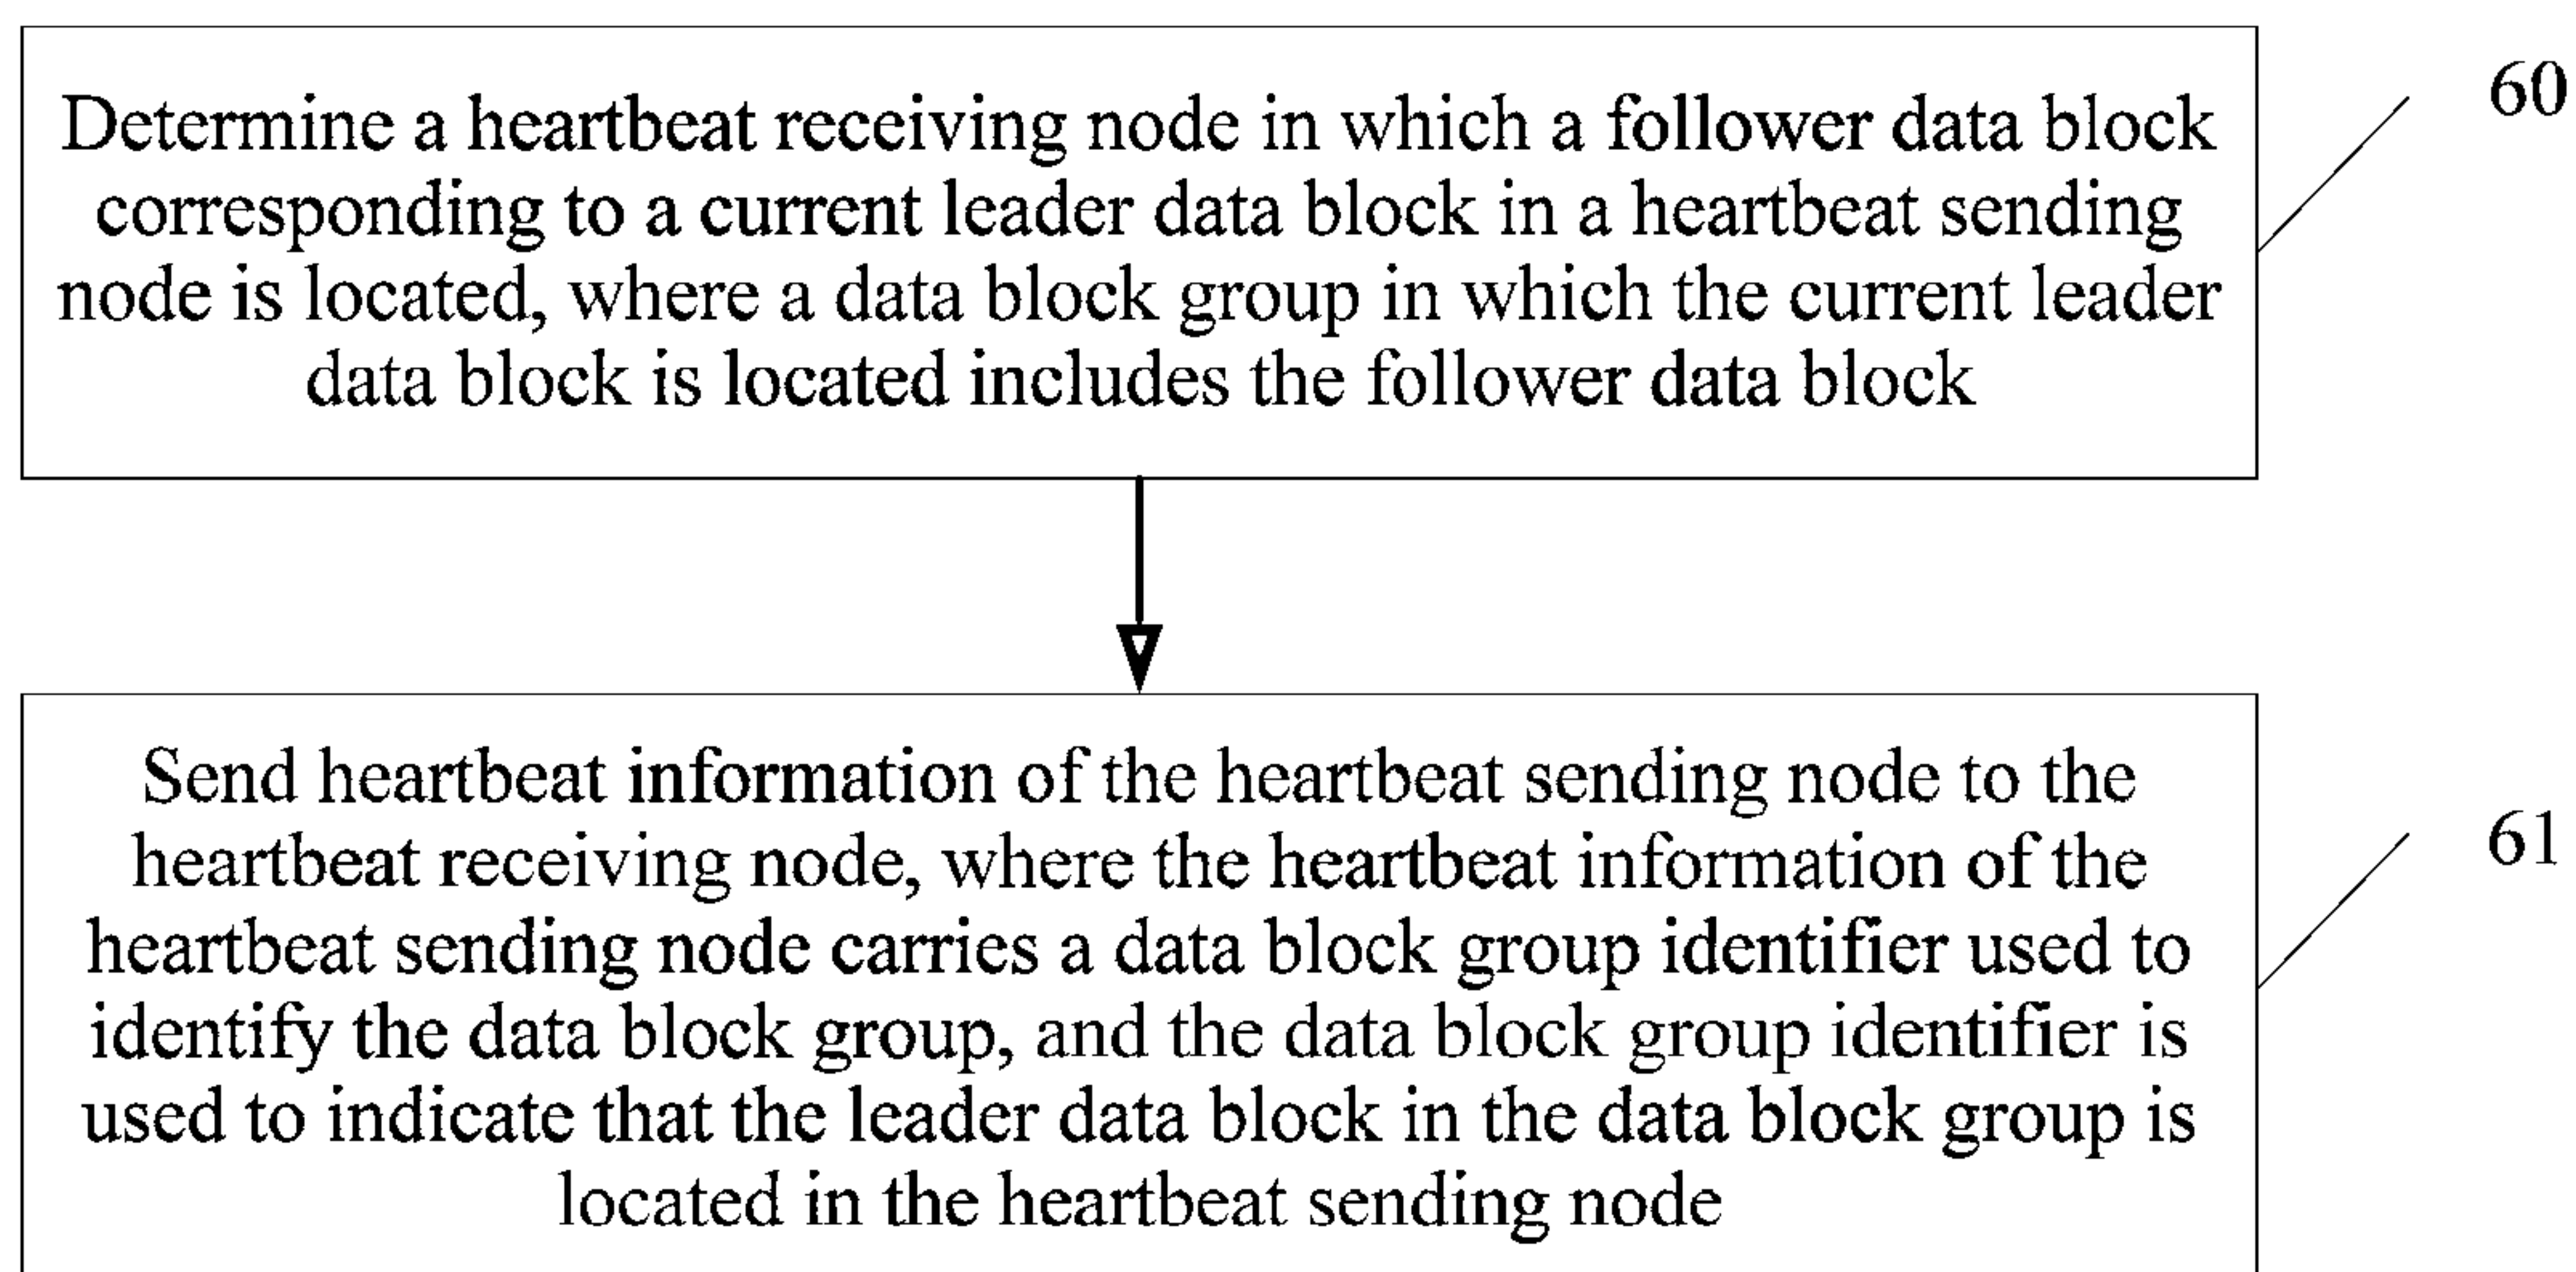 Determine a heartbeat receiving node in which a follower data block
corresponding to a current leader data block in a heartbeat sending
node is located, where a data block group in which the current leader
data block is located includes the follower data block
60
Send heartbeat information of the heartbeat sending node to the
heartbeat receiving node, where the heartbeat information of the
heartbeat sending node carries a data block group identifier used to
identify the data block group, and the data block group identifier is
used to indicate that the leader data block in the data block group is
located in the heartbeat sending node
61